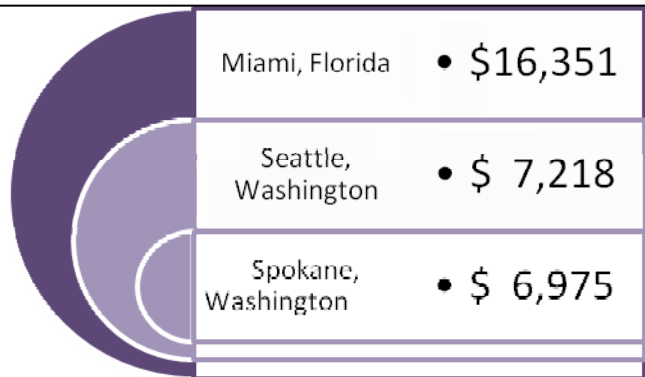 Miami, Florida • $16,351
Seattle,
Washington • $ 7,218
Spokane,
Washington • $ 6,975